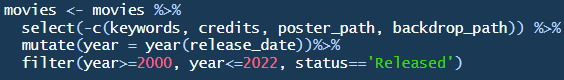 movies <- movies %>%
  select(-c(keywords, credits, poster_path, backdrop_path)) %>%
  mutate(year = year(release_date))%>%
  filter(year>=2000, year<=2022, status=='Released')